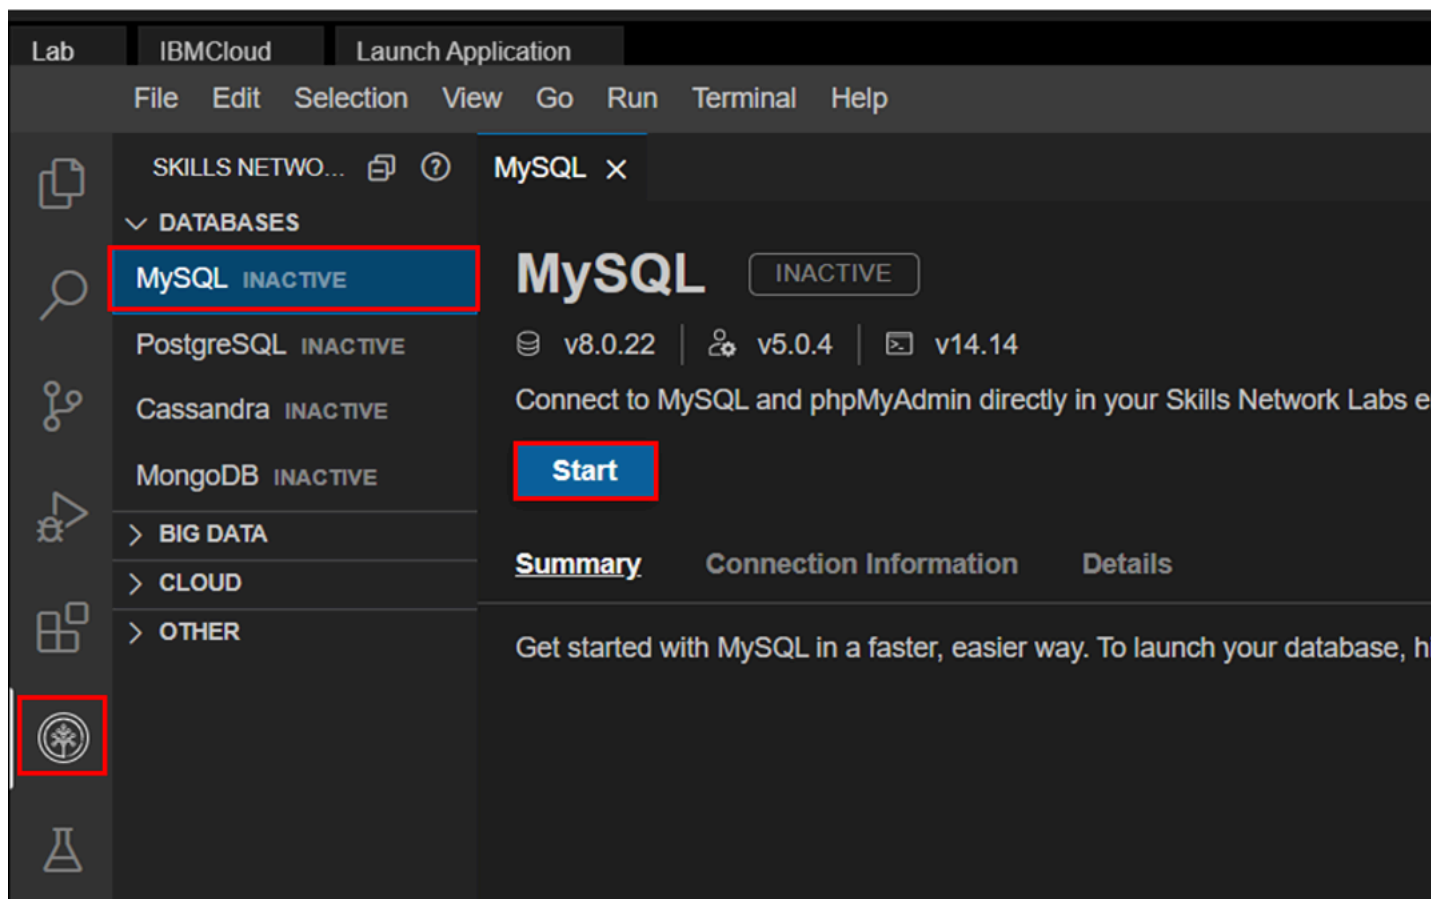 Lab IBMCloud Launch Application
File Edit Selection View Go Run Terminal Help
SKILLS NETWO...
MySQL
DATABASES
MySQL INACTIVE
PostgreSQL INACTIVE
Cassandra INACTIVE
MongoDB INACTIVE
BIG DATA
CLOUD
OTHER
MySQL INACTIVE
v8.0.22 v5.0.4 v14.14
Connect to MySQL and phpMyAdmin directly in your Skills Network Labs e
Start
Summary Connection Information Details
Get started with MySQL in a faster, easier way. To launch your database, h